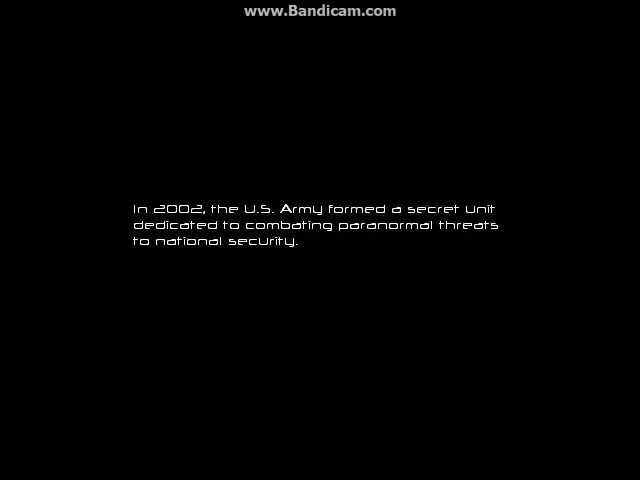 www.Bandicam.com
In 2002, the U.S. Army formed a secret unit
dedicated to combating paranormal threats
to national security.